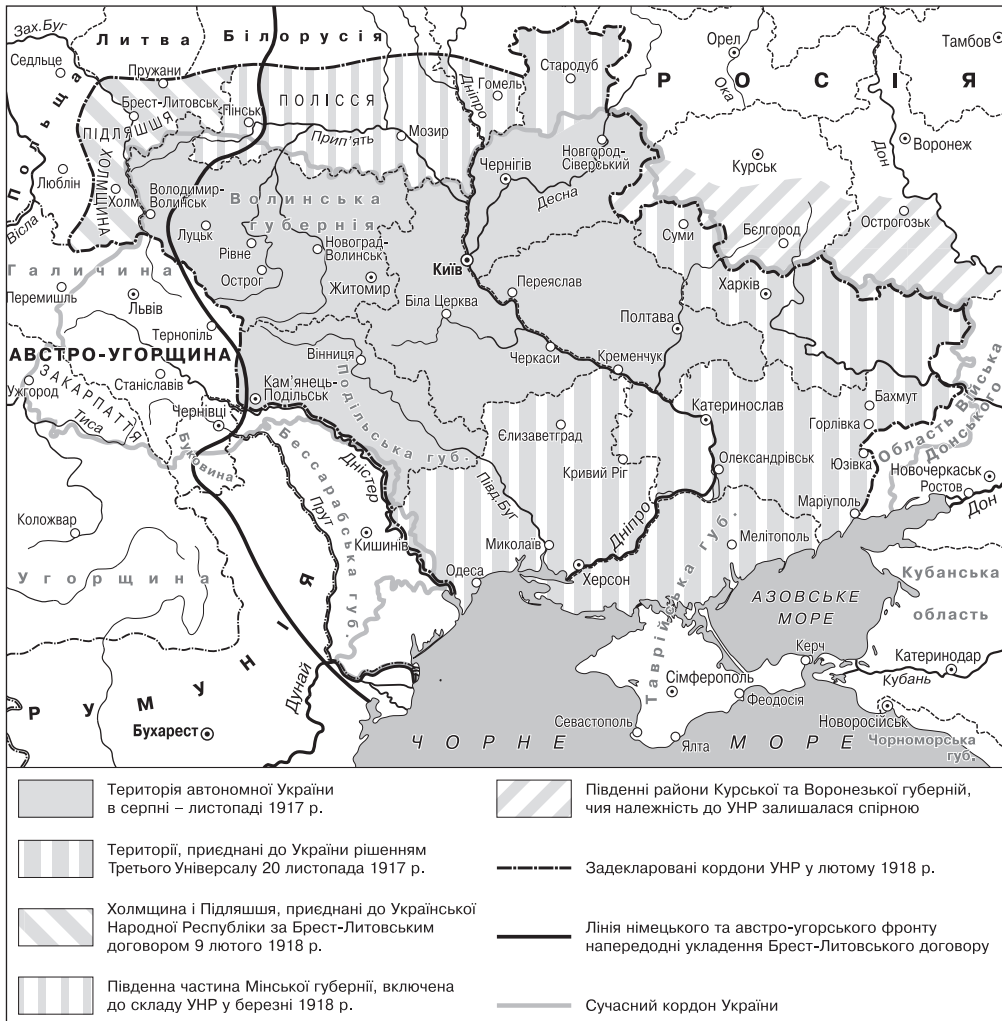 Зах.Буг
Литва
Білорусія
Седльце
Польща
Пружани
Брест-Литовськ
ПІДЛЯШШЯ
Пінськ
ПОЛІССЯ
Прип'ять
Мозир
Дніпро
Гомель
Стародуб
Орел
Ока
Тамбов
РОСІЯ
Дон
Воронеж
Курськ
Острогозьк
Бєлгород
Новгород-
Сіверський
Чернігів
Десна
Люблін
Вісла
ХОЛМЩИНА
Холм
Володимир-
Волинськ
Волинська
губернія
Луцьк
Рівне
Острог
Новоград-
Волинськ
Житомир
Київ
Суми
Харків
Переяслав
Біла Церква
Полтава
Черкаси
Кременчук
Галичина
Перемишль
Львів
Тернопіль
АВСТРО-УГОРЩИНА
Станіславів
Ужгород
ЗАКАРПАТТЯ
Тиса
Чернівці
Буковина
Кам'янець-
Подільськ
Вінниця
Подільська губ.
Бессарабська губ.
Дністер
Прут
Кишинів
Півд.Буг
Єлизаветград
Кривий Ріг
Катеринослав
Олександрівськ
Бахмут
Горлівка
Юзівка
Область Війська
Донського
Новочеркаськ
Ростов
Дон
Маріуполь
Мелітополь
Дніпро
Миколаїв
Херсон
Одеса
Таврійська губ.
Коложвар
Угорщина
РУМУНІЯ
Бухарест
Дунай
АЗОВСЬКЕ
МОРЕ
Кубанська
область
Катеринодар
Кубань
Керч
Феодосія
Сімферополь
Севастополь
Ялта
Новоросійськ
Чорноморська
губ.
ЧОРНЕ МОРЕ
Територія автономної України
в серпні – листопаді 1917 р.
Території, приєднані до України рішенням
Третього Універсалу 20 листопада 1917 р.
Холмщина і Підляшшя, приєднані до Української
Народної Республіки за Брест-Литовським
договором 9 лютого 1918 р.
Південна частина Мінської губернії, включена
до складу УНР у березні 1918 р.
Південні райони Курської та Воронезької губерній,
чия належність до УНР залишалася спірною
Задекларовані кордони УНР у лютому 1918 р.
Лінія німецького та австро-угорського фронту
напередодні укладення Брест-Литовського договору
Сучасний кордон України